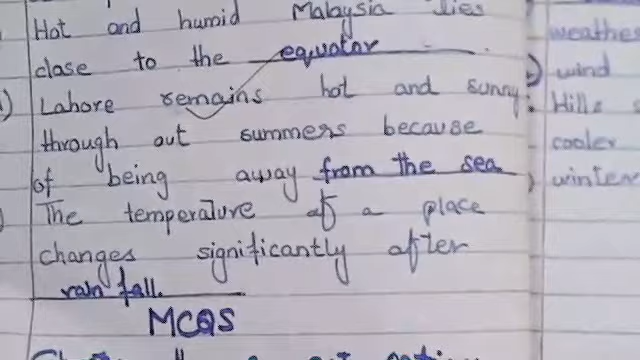 Hot and humid Malaysia lies
close to the equator.
Lahore remains hot and sunny
through out summers because
of being away from the sea
The temperature of a place
changes significantly after
rain fall.
MCQS
weather
wind
Hills
cooler
winter